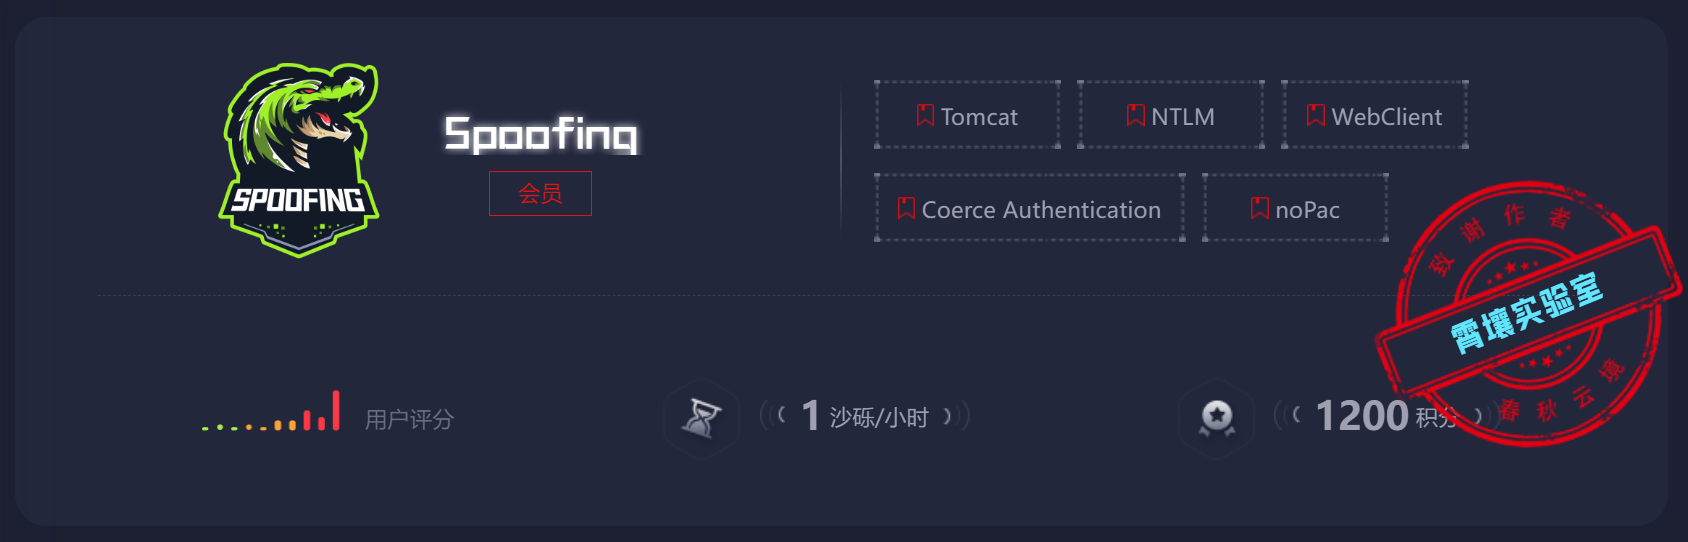 SPOOFING
Spoofing
会员
Tomcat
NTLM
WebClient
Coerce Authentication
noPac
致谢作者
霄壤实验室
春秋云境
用户评分
1 沙砾/小时
1200 积分